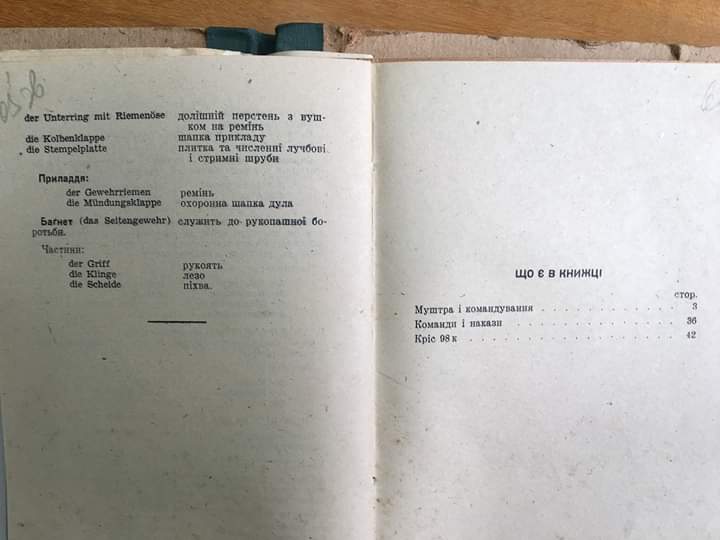 der Unterring mit Riemenöse долішній перстень з вуш-
ком на ремінь
die Kolbenklappe шапка прикладу
die Stempelplatte плитка та численні лучбові
і стримні шруби
Приладдя:
der Gewehrriemen ремінь
die Mündungsklappe охоронна шапка дула
Баґнет (das Seitengewehr) служить до рукопашної бо-
ротьби.
Частини:
der Griff рукоять
die Klinge лезо
die Scheide піхва.
ЩО Є В КНИЖЦІ
стор.
Муштра і командування . . . . . . . . . . 3
Команди і накази . . . . . . . . . . 36
Кріс 98 к . . . . . . . . . . 42